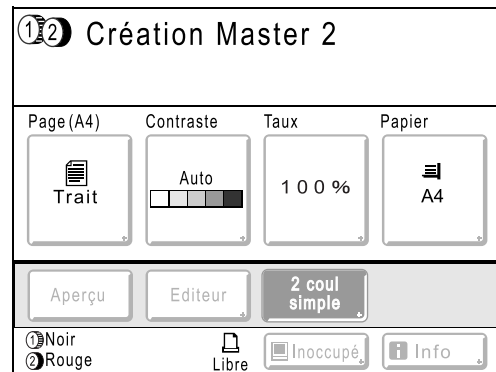 ①② Création Master 2
Page(A4) Contraste Taux Papier
Trait Auto 100% A4
Aperçu Editeur 2 coul simple
①Noir
②Rouge Libre Inoccupé Info